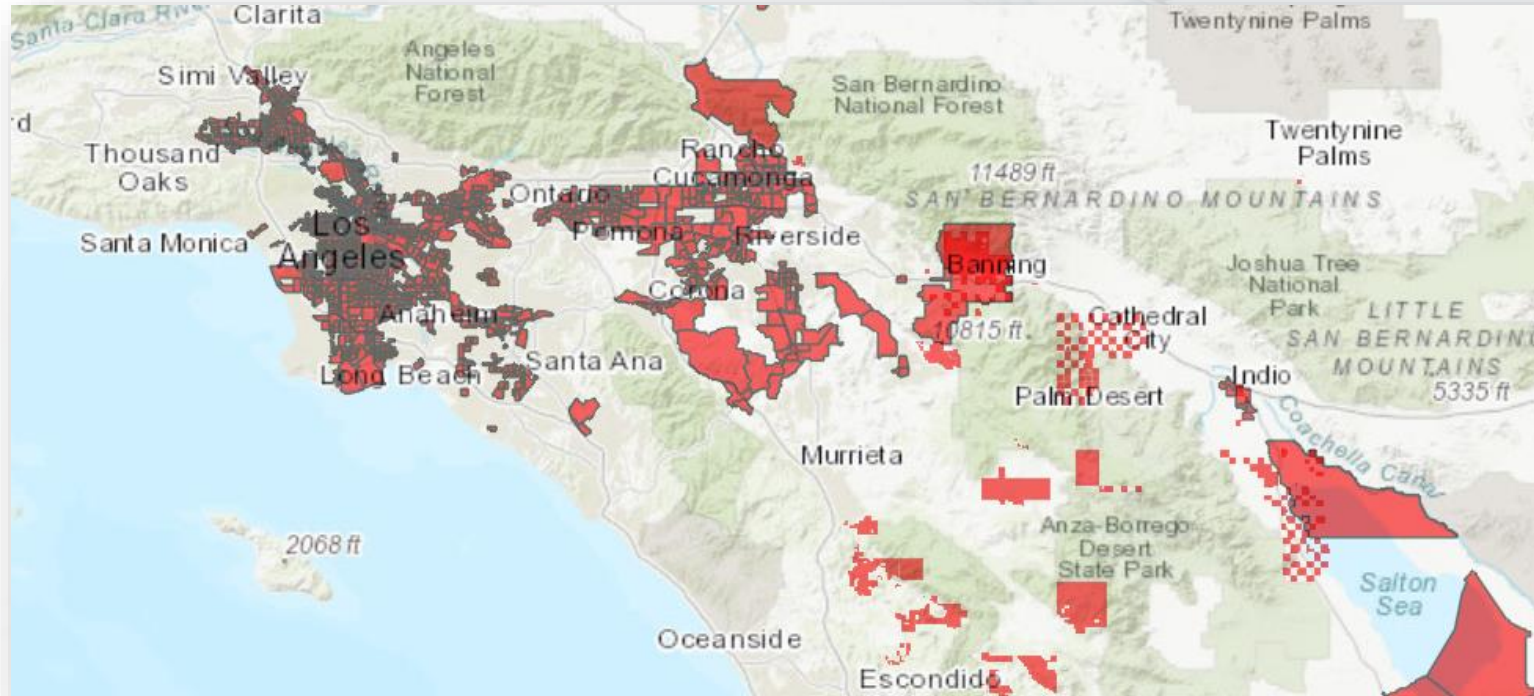 Clarita
Santa Clara River
Twentynine Palms
Angeles
National
Forest
Simi Valley
San Bernardino
National Forest
Twentynine
Palms
Thousand
Oaks
Rancho
Cucamonga
11489 ft
Ontario
SAN BERNARDINO MOUNTAINS
Los
Angeles
Santa Monica
Pomona
Riverside
Banning
Joshua Tree
National
Park
Corona
LITTLE
SAN BERNARDINO
MOUNTAINS
Anaheim
10815 ft
Cathedral
City
Santa Ana
Long Beach
Palm Desert
Indio
5335 ft
Coachella Canal
Murrieta
2068 ft
Anza-Borrego
Desert
State Park
Salton
Sea
Oceanside
Escondido